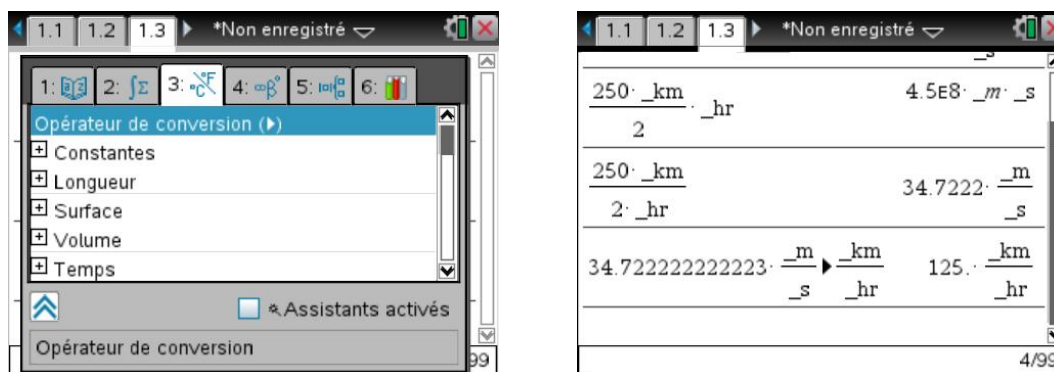 1.1 1.2 1.3 *Non enregistré
1: 2: ∫Σ 3: °C°F 4: ∞β° 5: 6:
Opérateur de conversion (▶)
Constantes
Longueur
Surface
Volume
Temps
Assistants activés
Opérateur de conversion
99
1.1 1.2 1.3 *Non enregistré
_s
250· _km
· _hr 4.5E8· _m· _s
2
250· _km _m
34.7222·
2· _hr _s
34.722222222223· _m ▶ _km 125.· _km
_s _hr _hr
4/99